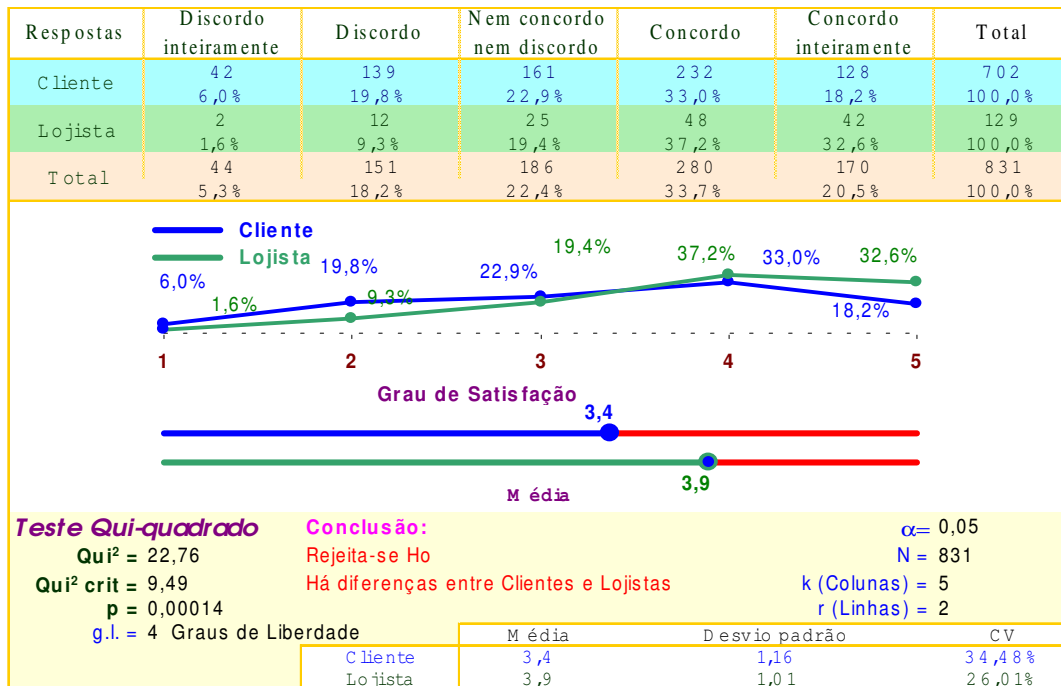 Respostas Discordo inteiramente Discordo Nem concordo nem discordo Concordo Concordo inteiramente Total
Cliente 42 139 161 232 128 702
6,0% 19,8% 22,9% 33,0% 18,2% 100,0%
Lojista 2 12 25 48 42 129
1,6% 9,3% 19,4% 37,2% 32,6% 100,0%
Total 44 151 186 280 170 831
5,3% 18,2% 22,4% 33,7% 20,5% 100,0%
Cliente
Lojista
6,0% 19,8% 22,9% 19,4% 37,2% 33,0% 32,6%
1,6% 9,3% 18,2%
1 2 3 4 5
Grau de Satisfação
3,4
3,9
Média
Teste Qui-quadrado Conclusão: α= 0,05
Qui² = 22,76 Rejeita-se Ho N = 831
Qui² crit = 9,49 Há diferenças entre Clientes e Lojistas k (Colunas) = 5
p = 0,00014 r (Linhas) = 2
g.l. = 4 Graus de Liberdade Média Desvio padrão CV
Cliente 3,4 1,16 34,48%
Lojista 3,9 1,01 26,01%